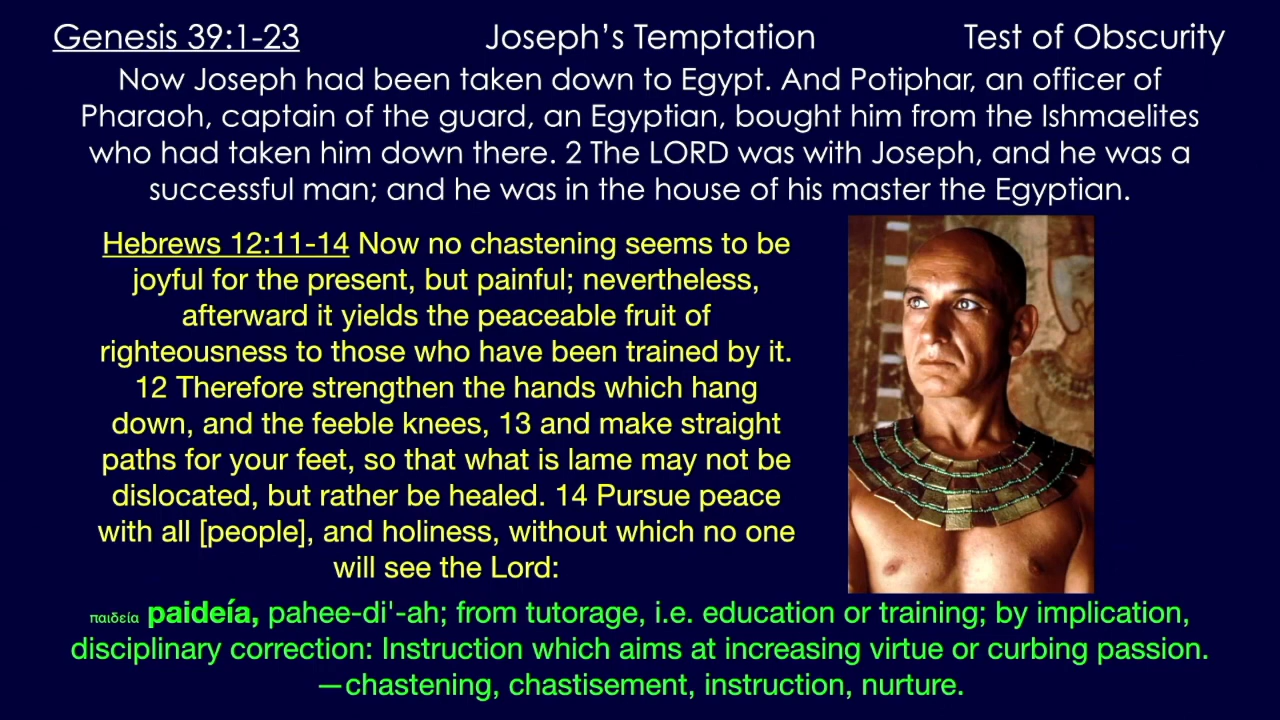 Genesis 39:1-23 Joseph’s Temptation Test of Obscurity
Now Joseph had been taken down to Egypt. And Potiphar, an officer of
Pharaoh, captain of the guard, an Egyptian, bought him from the Ishmaelites
who had taken him down there. 2 The LORD was with Joseph, and he was a
successful man; and he was in the house of his master the Egyptian.
Hebrews 12:11-14 Now no chastening seems to be
joyful for the present, but painful; nevertheless,
afterward it yields the peaceable fruit of
righteousness to those who have been trained by it.
12 Therefore strengthen the hands which hang
down, and the feeble knees, 13 and make straight
paths for your feet, so that what is lame may not be
dislocated, but rather be healed. 14 Pursue peace
with all [people], and holiness, without which no one
will see the Lord:
παιδεία paideía, pahee-di'-ah; from tutorage, i.e. education or training; by implication,
disciplinary correction: Instruction which aims at increasing virtue or curbing passion.
—chastening, chastisement, instruction, nurture.